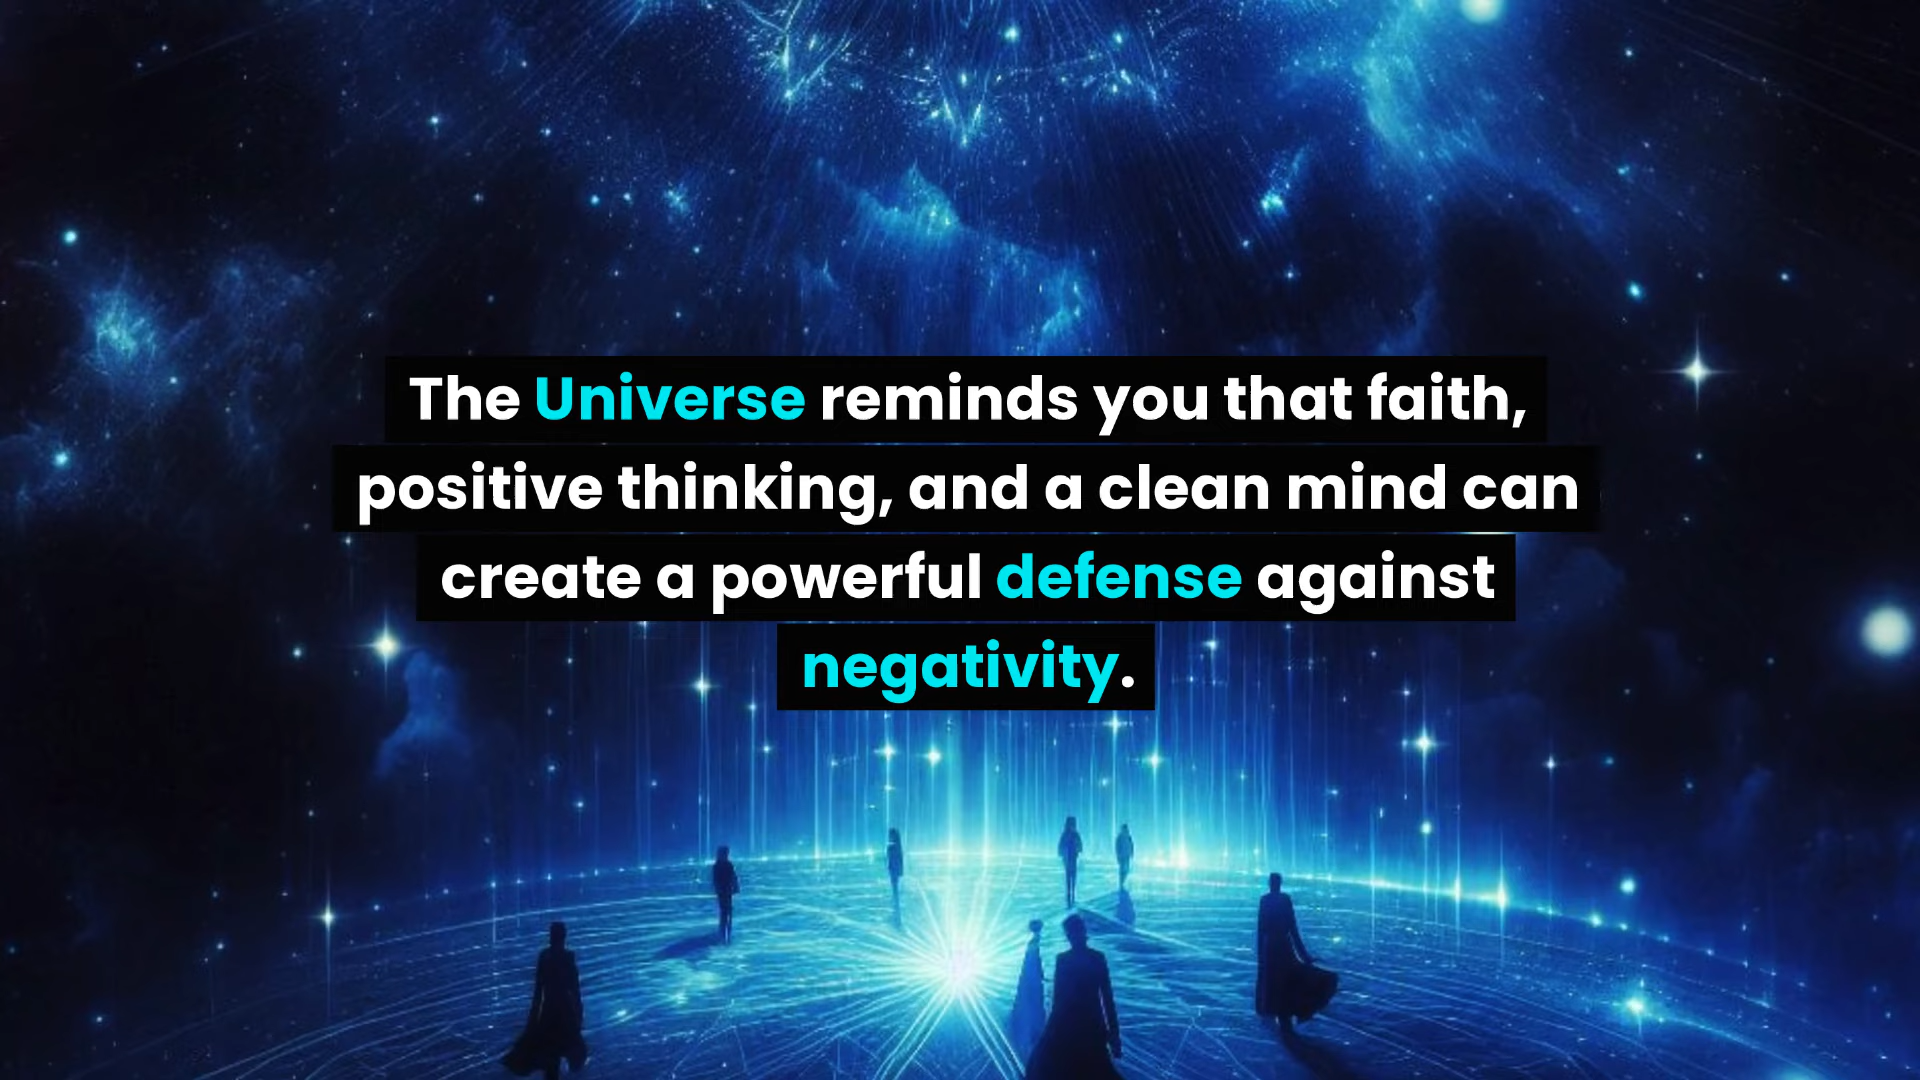 The Universe reminds you that faith,
positive thinking, and a clean mind can
create a powerful defense against
negativity.